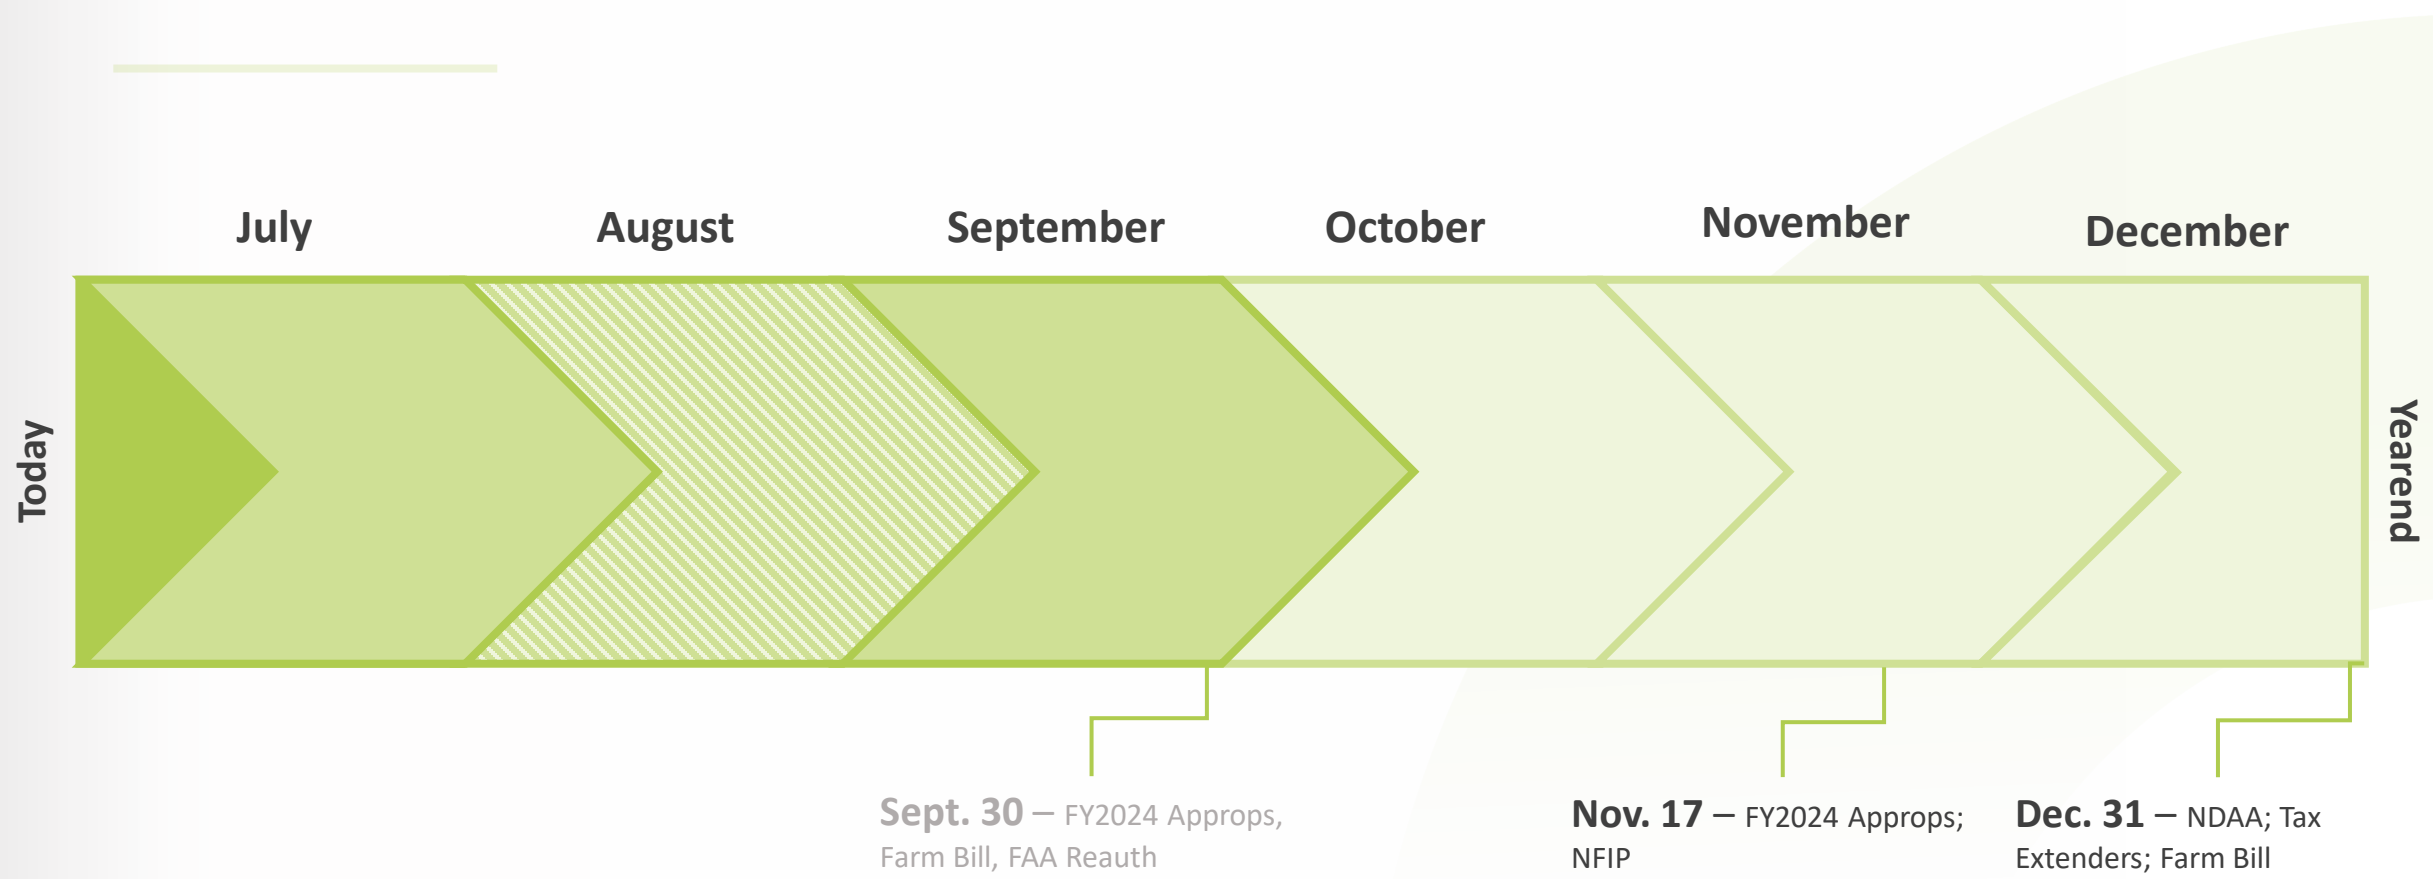 July
August
September
October
November
December
Today
Yearend
Sept. 30 – FY2024 Approps,
Farm Bill, FAA Reauth
Nov. 17 – FY2024 Approps;
NFIP
Dec. 31 – NDAA; Tax
Extenders; Farm Bill